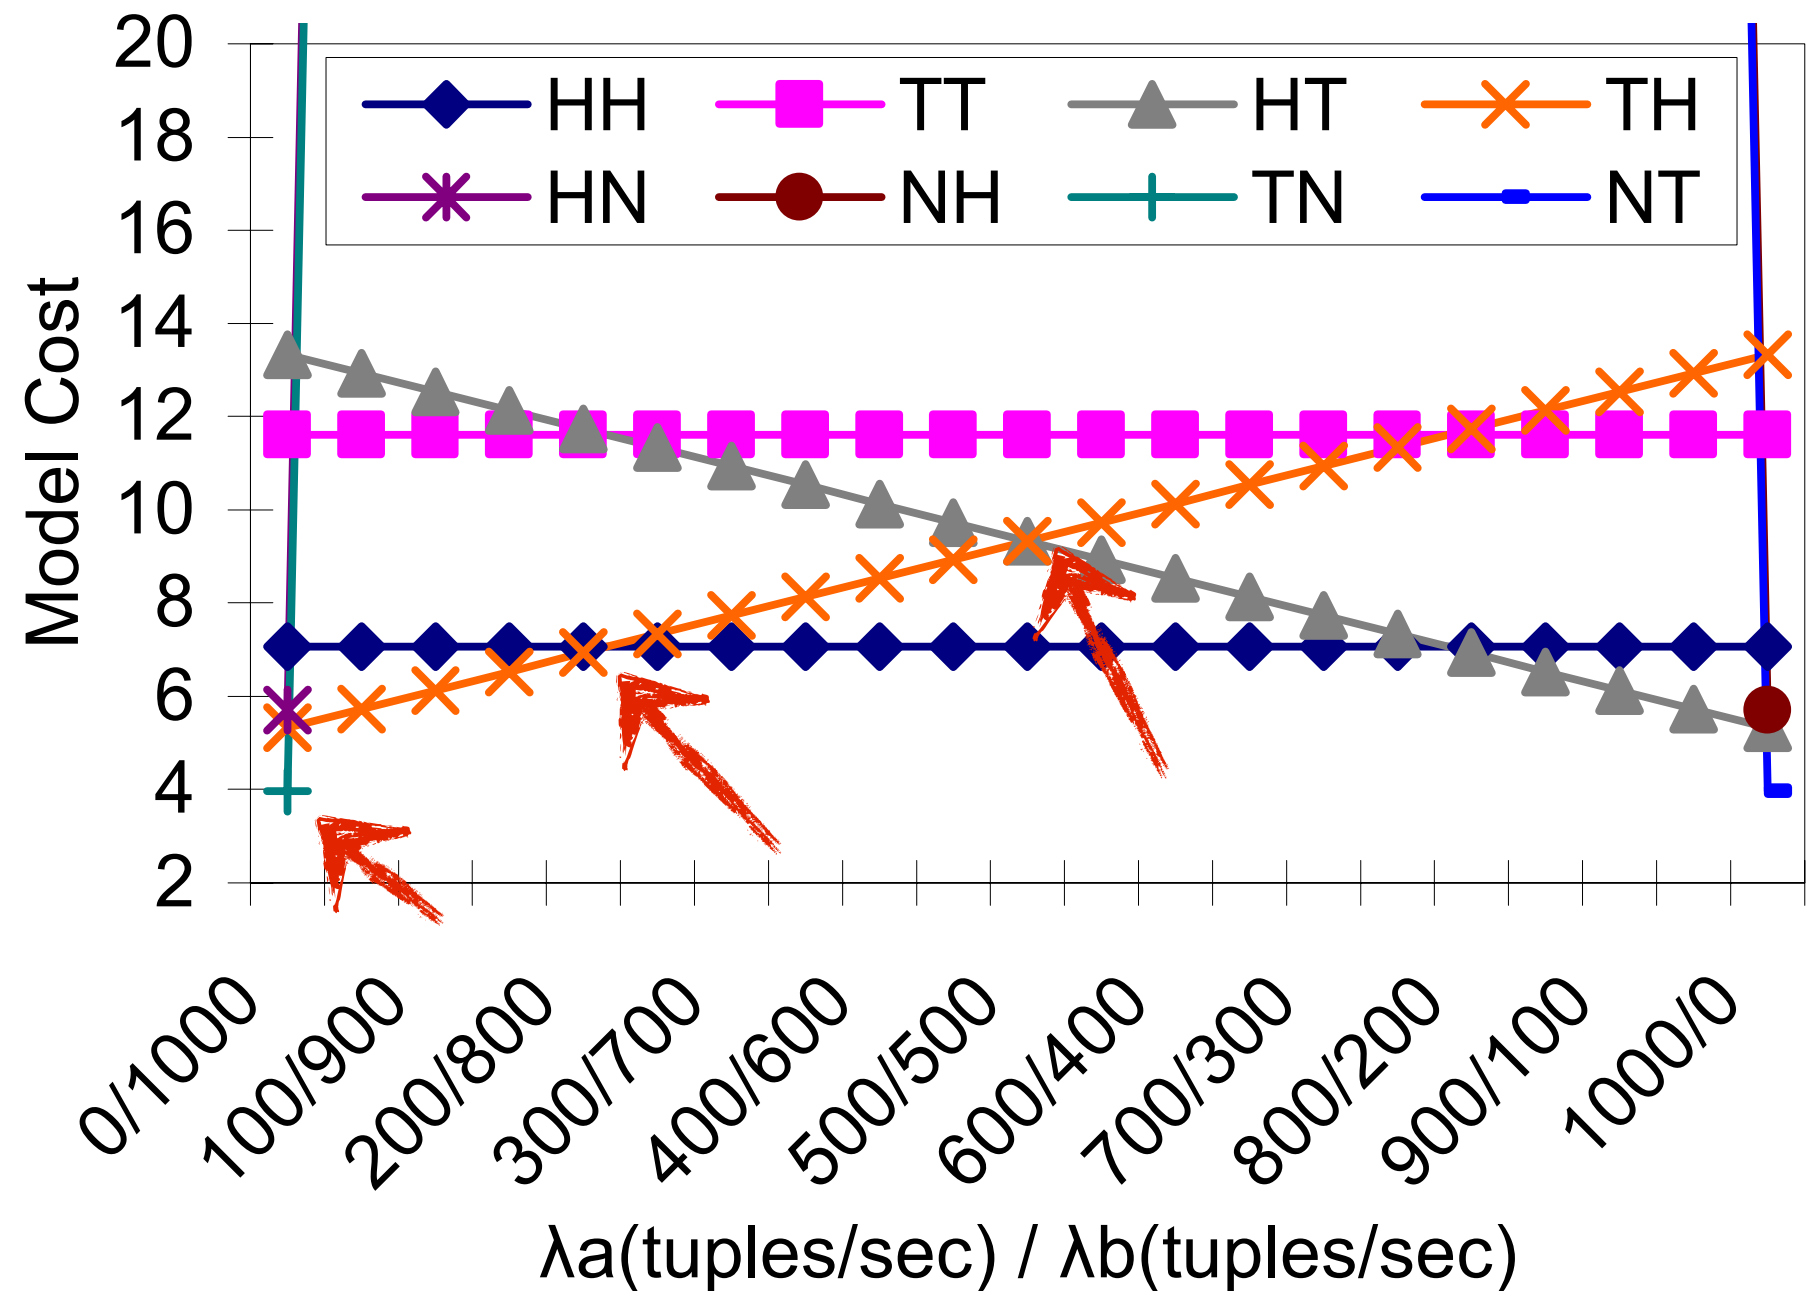 20
18
16
14
12
10
8
6
4
2
Model Cost
HH TT HT TH
HN NH TN NT
0/1000 100/900 200/800 300/700 400/600 500/500 600/400 700/300 800/200 900/100 1000/0
λa(tuples/sec) / λb(tuples/sec)